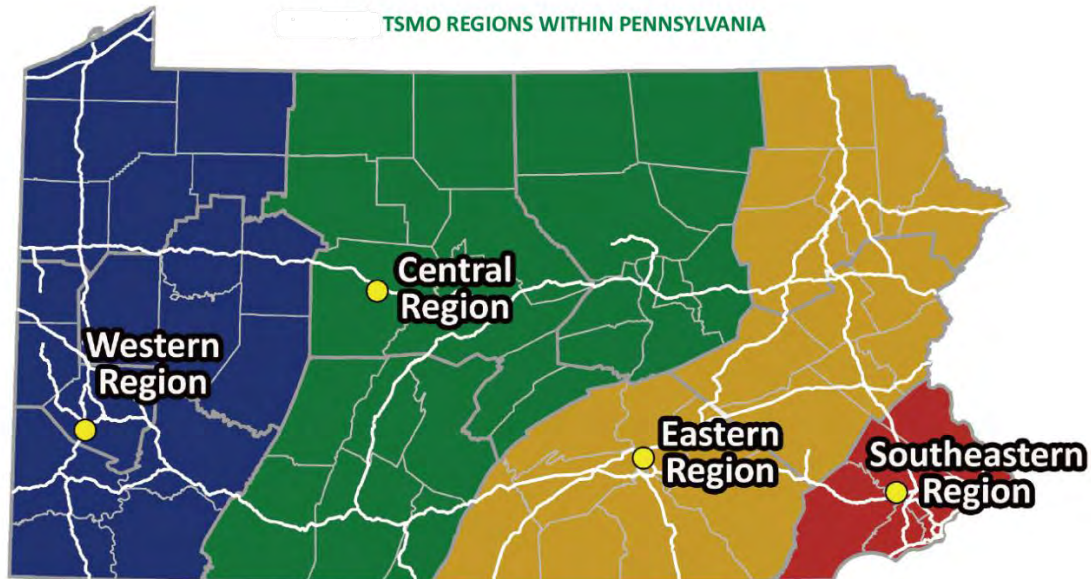 TSMO REGIONS WITHIN PENNSYLVANIA
Central
Region
Western
Region
Eastern
Region
Southeastern
Region